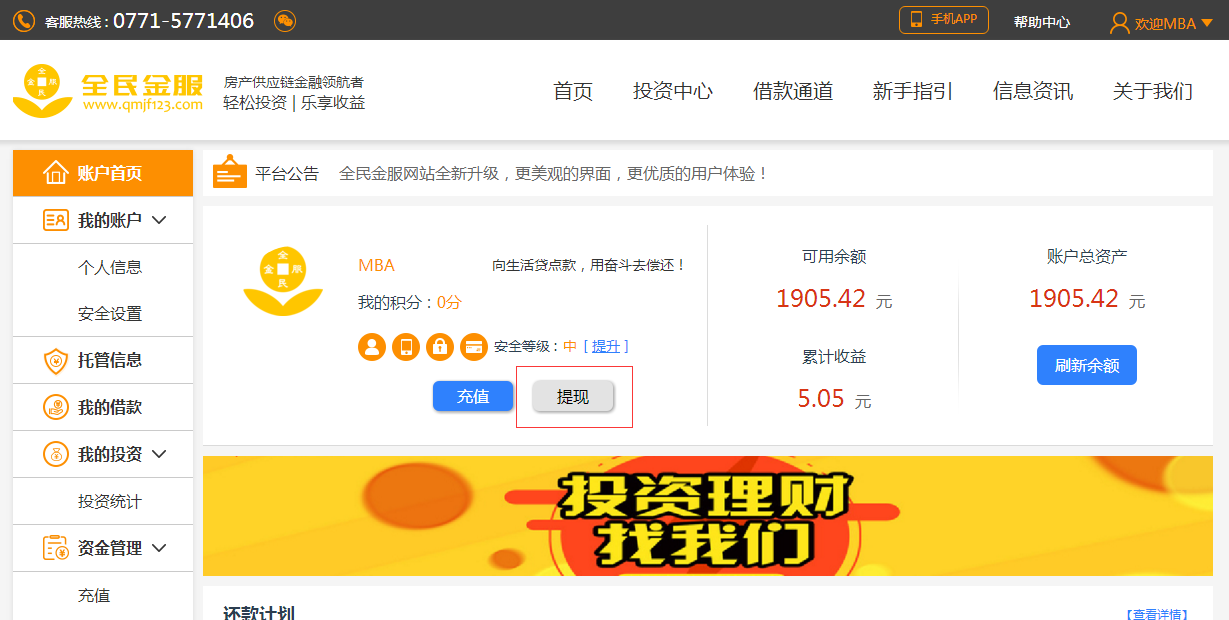 客服热线 : 0771-5771406
手机APP
帮助中心
欢迎MBA
全 金 服 民
全民金服
www.qmjf123.com
房产供应链金融领航者
轻松投资 | 乐享收益
首页
投资中心
借款通道
新手指引
信息资讯
关于我们
账户首页
我的账户
个人信息
安全设置
托管信息
我的借款
我的投资
投资统计
资金管理
充值
平台公告
全民金服网站全新升级，更美观的界面，更优质的用户体验！
全 金 服 民
MBA
向生活贷点款，用奋斗去偿还！
我的积分：0分
安全等级：中 [ 提升 ]
充值
提现
可用余额
1905.42 元
累计收益
5.05 元
账户总资产
1905.42 元
刷新余额
投资理财
找我们
还款计划
【查看详情】